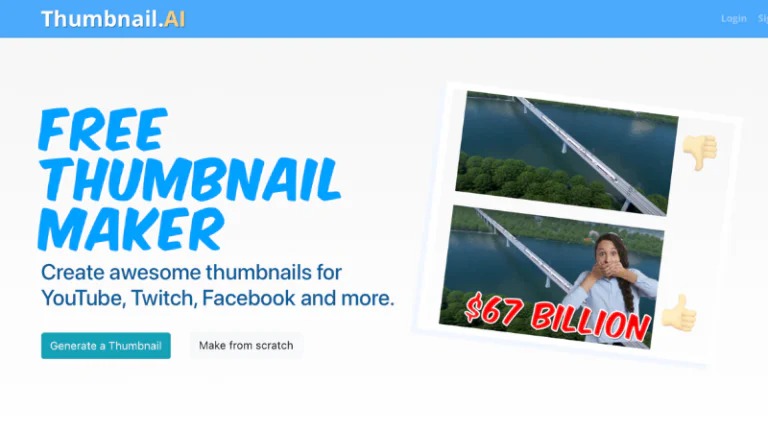 Thumbnail.AI
Login
FREE
THUMBNAIL
MAKER
Create awesome thumbnails for
YouTube, Twitch, Facebook and more.
Generate a Thumbnail
Make from scratch
$67 BILLION